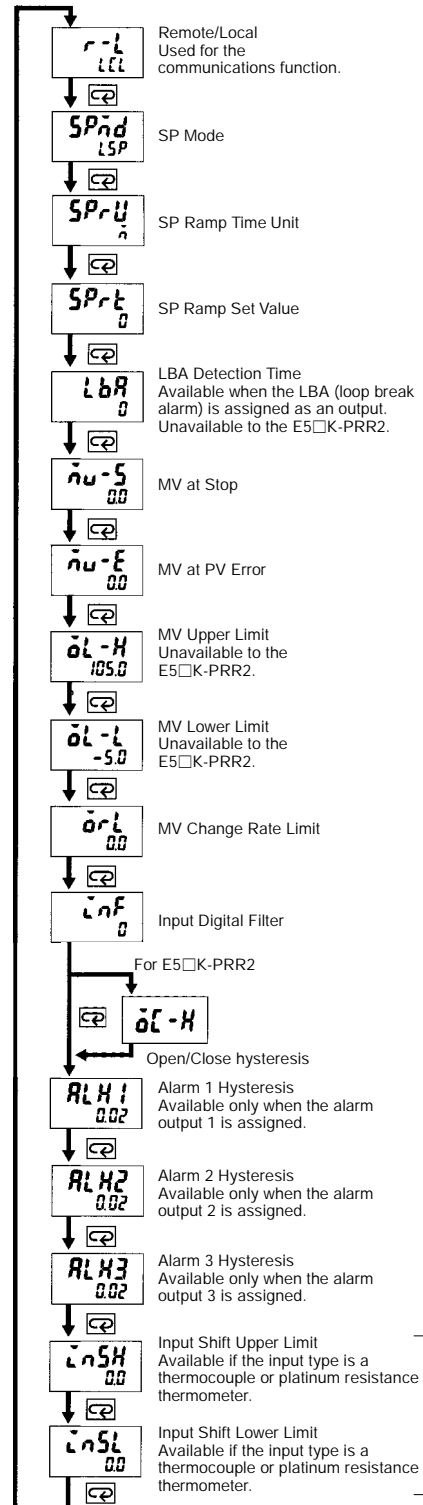 r-L
LCL
Remote/Local
Used for the
communications function.
SPmd
LSP
SP Mode
SPrU
m
SP Ramp Time Unit
SPrt
0
SP Ramp Set Value
LbA
0
LBA Detection Time
Available when the LBA (loop break
alarm) is assigned as an output.
Unavailable to the E5□K-PRR2.
mv-S
0.0
MV at Stop
mv-E
0.0
MV at PV Error
oL-H
105.0
MV Upper Limit
Unavailable to the
E5□K-PRR2.
oL-L
-5.0
MV Lower Limit
Unavailable to the
E5□K-PRR2.
orL
0.0
MV Change Rate Limit
inF
0
Input Digital Filter
For E5□K-PRR2
oC-H
Open/Close hysteresis
ALH1
0.02
Alarm 1 Hysteresis
Available only when the alarm
output 1 is assigned.
ALH2
0.02
Alarm 2 Hysteresis
Available only when the alarm
output 2 is assigned.
ALH3
0.02
Alarm 3 Hysteresis
Available only when the alarm
output 3 is assigned.
inSH
0.0
Input Shift Upper Limit
Available if the input type is a
thermocouple or platinum resistance
thermometer.
inSL
0.0
Input Shift Lower Limit
Available if the input type is a
thermocouple or platinum resistance
thermometer.